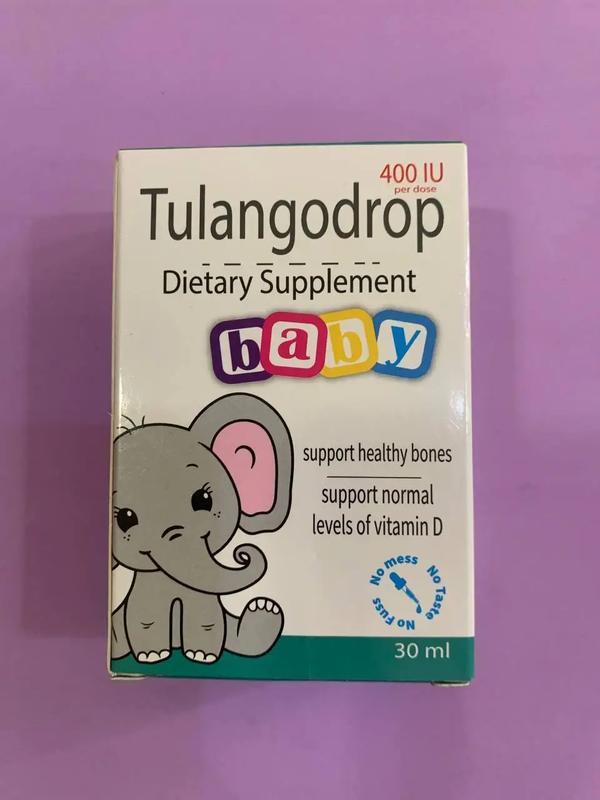 400 IU
per dose
Tulangodrop
Dietary Supplement
baby
support healthy bones
support normal
levels of vitamin D
No mess No Taste No Fuss
30 ml